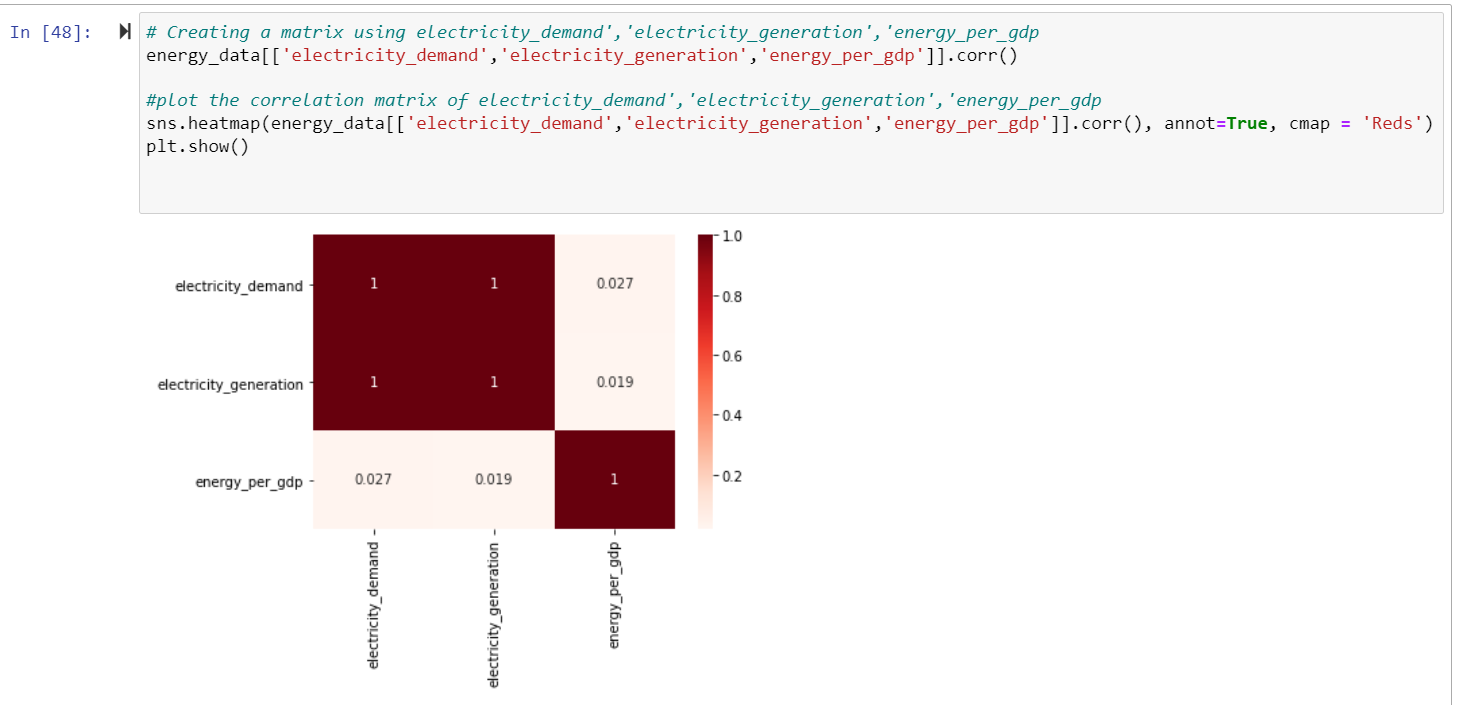 In [48]:
# Creating a matrix using electricity_demand','electricity_generation','energy_per_gdp
energy_data[['electricity_demand','electricity_generation','energy_per_gdp']].corr()
#plot the correlation matrix of electricity_demand','electricity_generation','energy_per_gdp
sns.heatmap(energy_data[['electricity_demand','electricity_generation','energy_per_gdp']].corr(), annot=True, cmap = 'Reds')
plt.show()
electricity_demand 1 1 0.027
electricity_generation 1 1 0.019
energy_per_gdp 0.027 0.019 1
electricity_demand
electricity_generation
energy_per_gdp
1.0
0.8
0.6
0.4
0.2